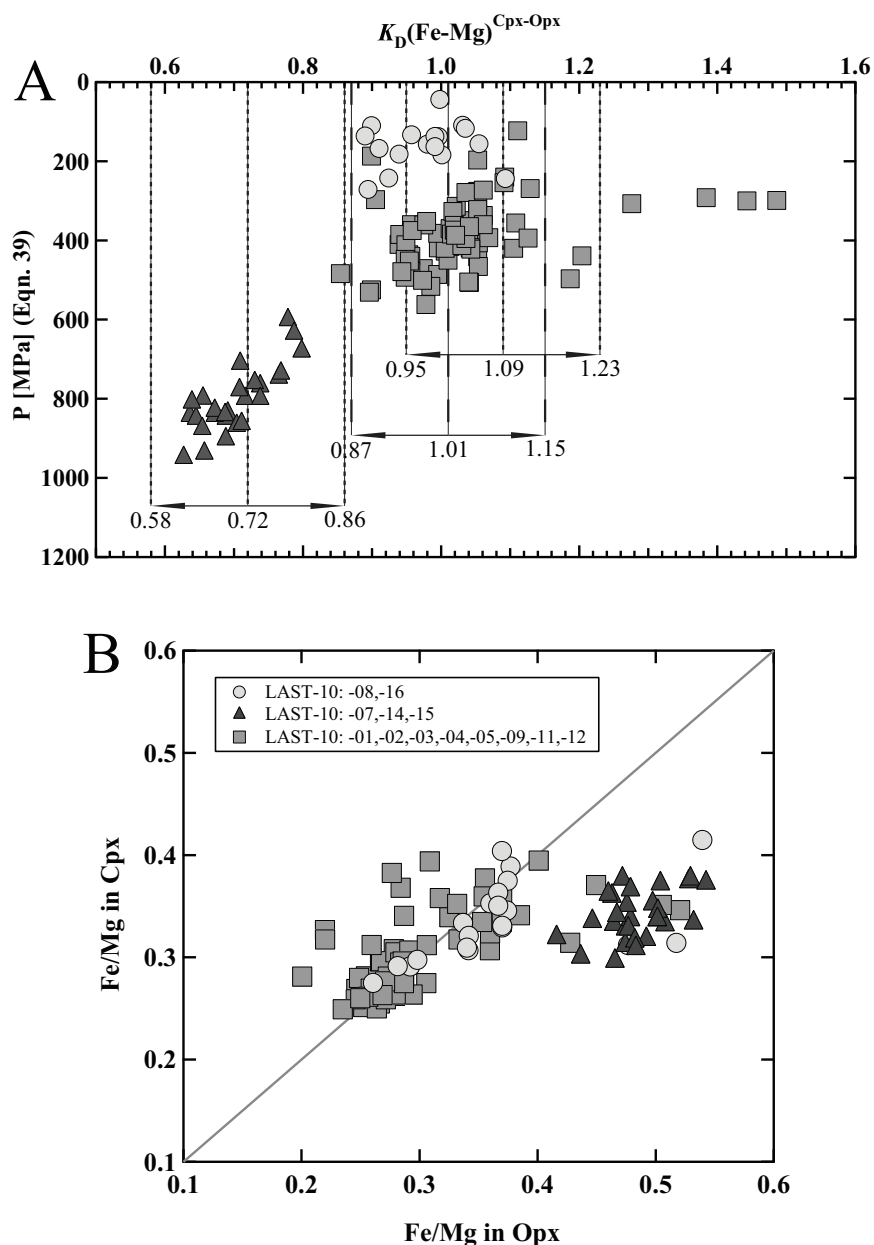 A
K_D(Fe-Mg)^Cpx-Opx
0.6 0.8 1.0 1.2 1.4 1.6
P [MPa] (Eqn. 39)
0
200
400
600
800
1000
1200
0.95 1.09 1.23
0.87 1.01 1.15
0.58 0.72 0.86
B
Fe/Mg in Cpx
0.6
0.5
0.4
0.3
0.2
0.1
LAST-10: -08,-16
LAST-10: -07,-14,-15
LAST-10: -01,-02,-03,-04,-05,-09,-11,-12
0.1 0.2 0.3 0.4 0.5 0.6
Fe/Mg in Opx